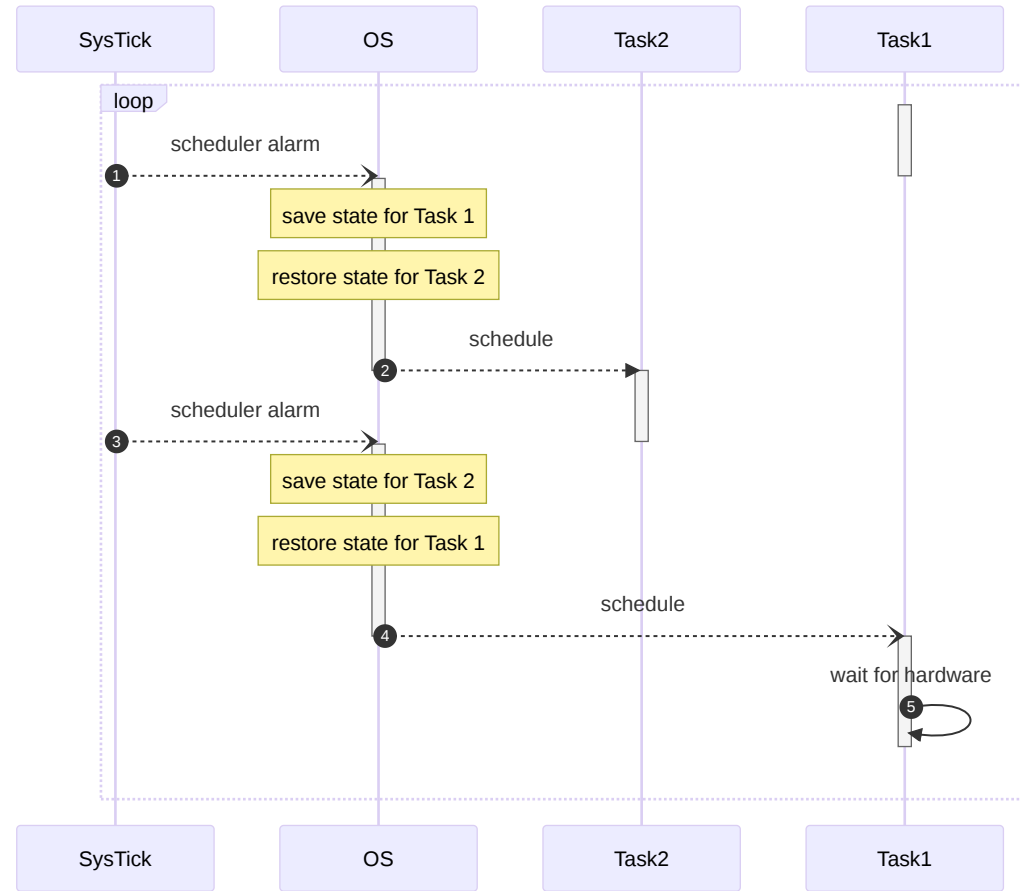 SysTick
OS
Task2
Task1
loop
scheduler alarm
1
save state for Task 1
restore state for Task 2
schedule
2
scheduler alarm
3
save state for Task 2
restore state for Task 1
schedule
4
wait for hardware
5
SysTick
OS
Task2
Task1